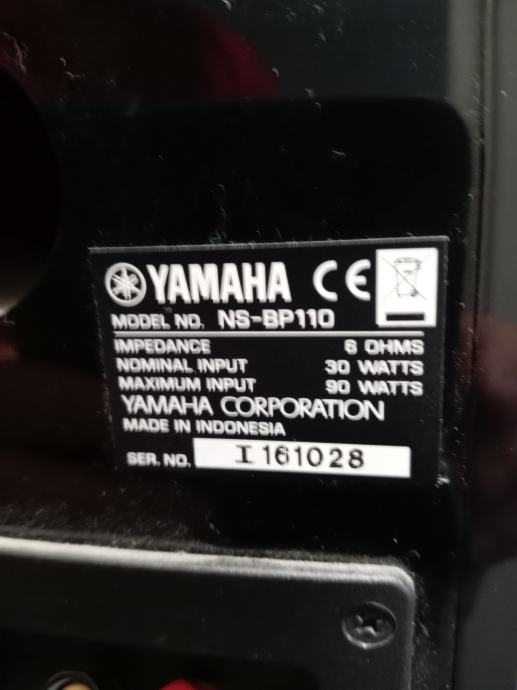 YAMAHA CE
MODEL NO. NS-BP110
IMPEDANCE 6 OHMS
NOMINAL INPUT 30 WATTS
MAXIMUM INPUT 90 WATTS
YAMAHA CORPORATION
MADE IN INDONESIA
SER. NO. I 161028